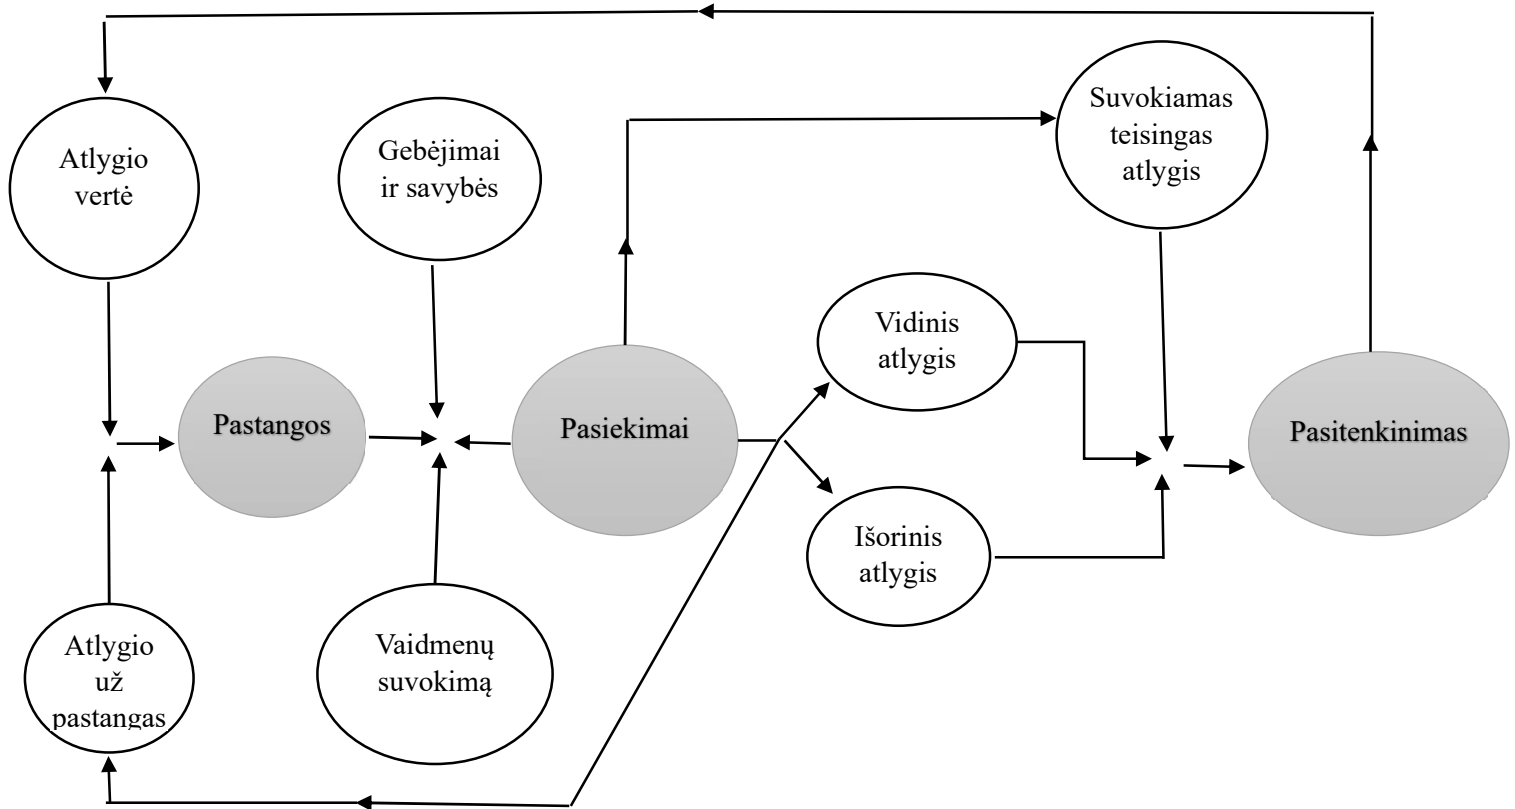 Atlygio
vertė
Gebėjimai
ir savybės
Suvokiamas
teisingas
atlygis
Vidinis
atlygis
Pastangos
Pasiekimai
Pasitenkinimas
Išorinis
atlygis
Atlygio
už
pastangas
Vaidmenų
suvokimą